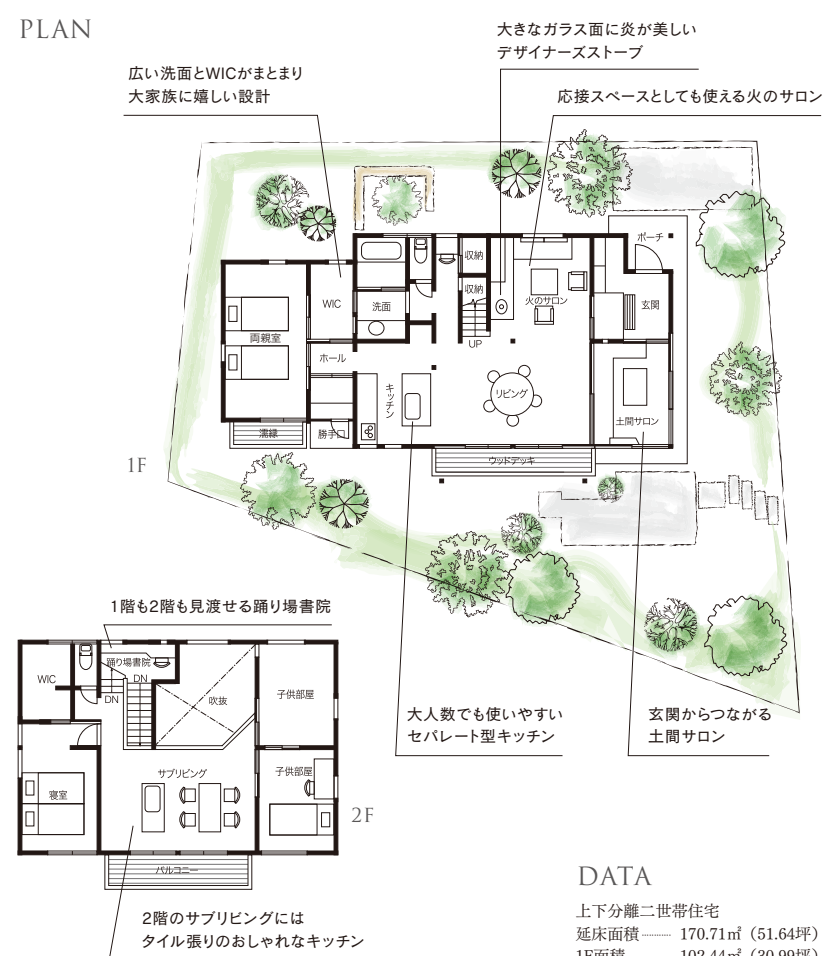 PLAN
大きなガラス面に炎が美しい
デザイナーズストーブ
広い洗面とWICがまとまり
大家族に嬉しい設計
応接スペースとしても使える火のサロン
ポーチ
収納
収納
WIC
洗面
火のサロン
玄関
両親室
UP
ホール
キッチン
リビング
土間サロン
濡縁
勝手口
ウッドデッキ
1F
1階も2階も見渡せる踊り場書院
踊り場書院
WIC
DN
DN
吹抜
子供部屋
大人数でも使いやすい
セパレート型キッチン
玄関からつながる
土間サロン
サブリビング
子供部屋
寝室
2F
バルコニー
2階のサブリビングには
タイル張りのおしゃれなキッチン
DATA
上下分離二世帯住宅
延床面積 ……… 170.71㎡（51.64坪）
1F面積 ……… 102.44㎡（30.99坪）